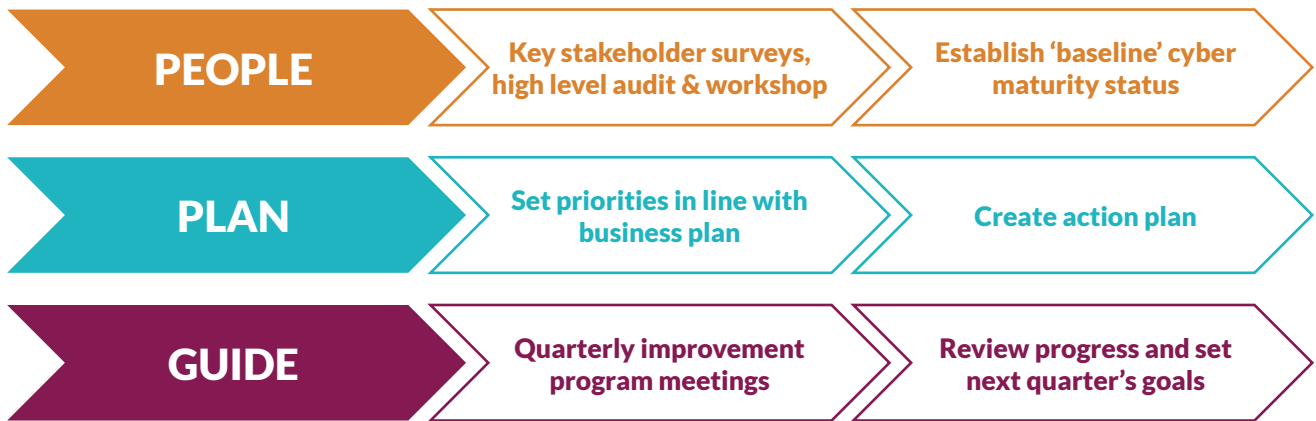 PEOPLE
Key stakeholder surveys,
high level audit & workshop
Establish ‘baseline’ cyber
maturity status
PLAN
Set priorities in line with
business plan
Create action plan
GUIDE
Quarterly improvement
program meetings
Review progress and set
next quarter’s goals